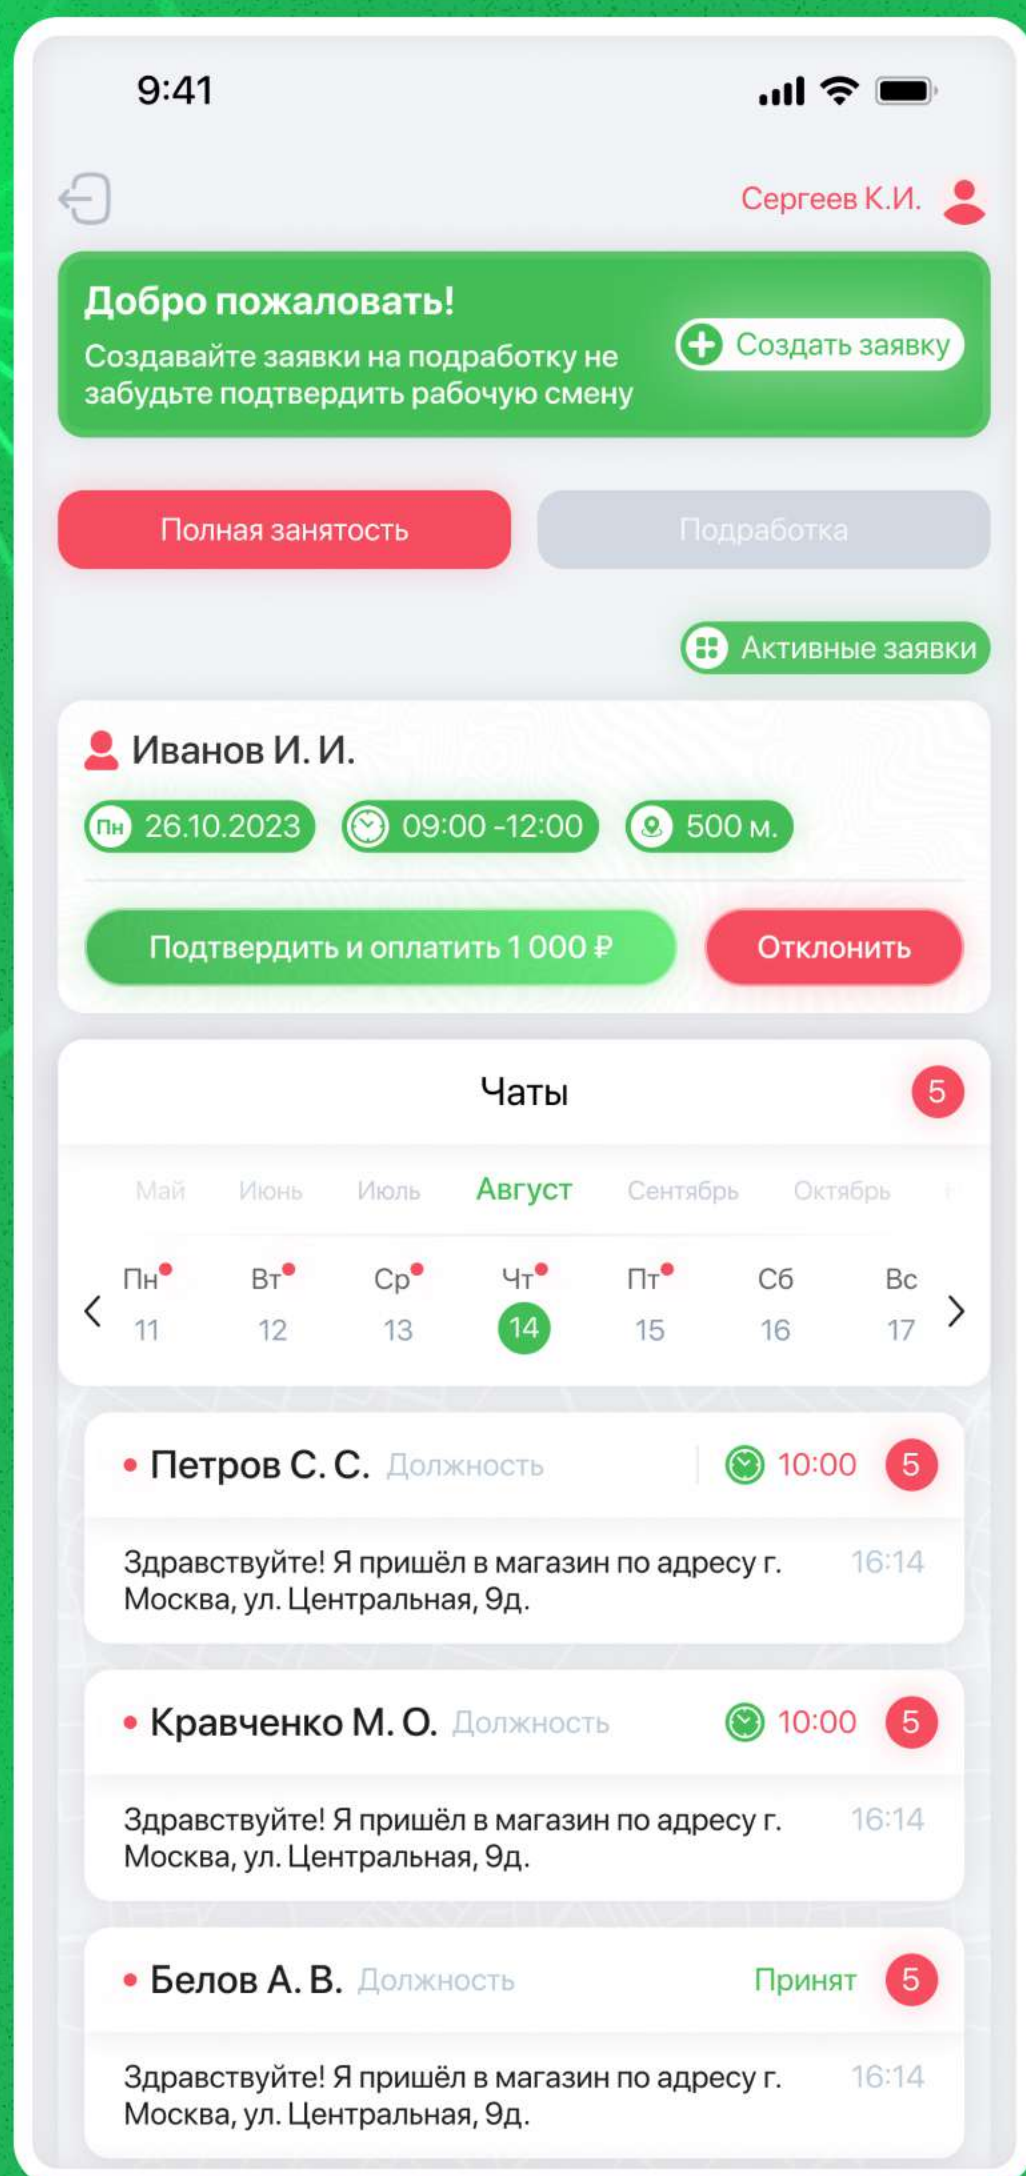 9:41
Сергеев К.И.
Добро пожаловать!
Создавайте заявки на подработку не
забудьте подтвердить рабочую смену
Создать заявку
Полная занятость
Подработка
Активные заявки
Иванов И. И.
Пн 26.10.2023
09:00 -12:00
500 м.
Подтвердить и оплатить 1 000 ₽
Отклонить
Чаты
5
Май Июнь Июль Август Сентябрь Октябрь
Пн Вт Ср Чт Пт Сб Вс
11 12 13 14 15 16 17
Петров С. С. Должность 10:00 5
Здравствуйте! Я пришёл в магазин по адресу г. 16:14
Москва, ул. Центральная, 9д.
Кравченко М. О. Должность 10:00 5
Здравствуйте! Я пришёл в магазин по адресу г. 16:14
Москва, ул. Центральная, 9д.
Белов А. В. Должность Принят 5
Здравствуйте! Я пришёл в магазин по адресу г. 16:14
Москва, ул. Центральная, 9д.